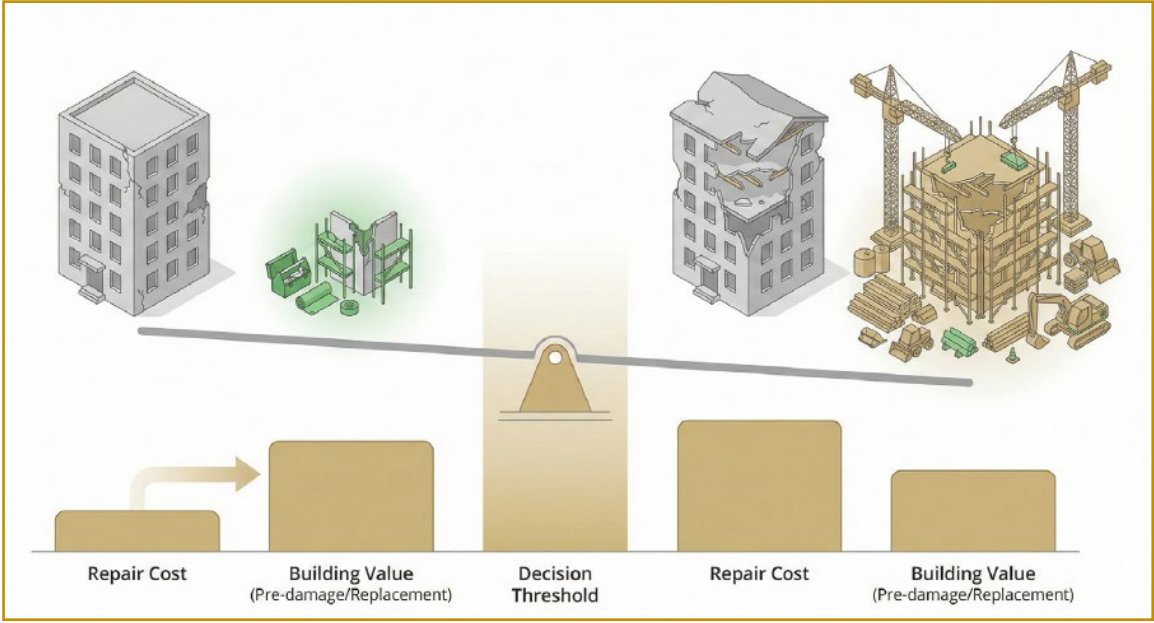 Repair Cost
Building Value
(Pre-damage/Replacement)
Decision
Threshold
Repair Cost
Building Value
(Pre-damage/Replacement)